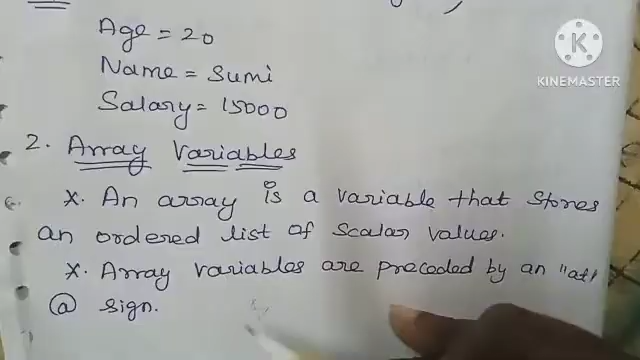 Age = 20
Name = Sumi
Salary = 15000
2. Array Variables
x. An array is a variable that stores
an ordered list of scalar values.
x. Array variables are preceded by an "at"
@ sign.
K
KINEMASTER